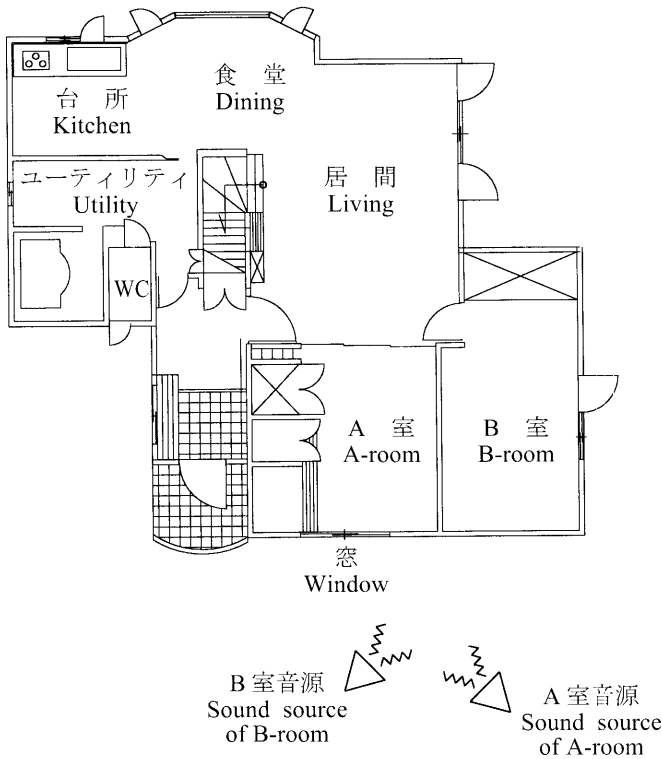 食 堂
Dining
台 所
Kitchen
ユーティリティ
Utility
居 間
Living
WC
A 室
A-room
B 室
B-room
窓
Window
B 室音源
Sound source
of B-room
A 室音源
Sound source
of A-room